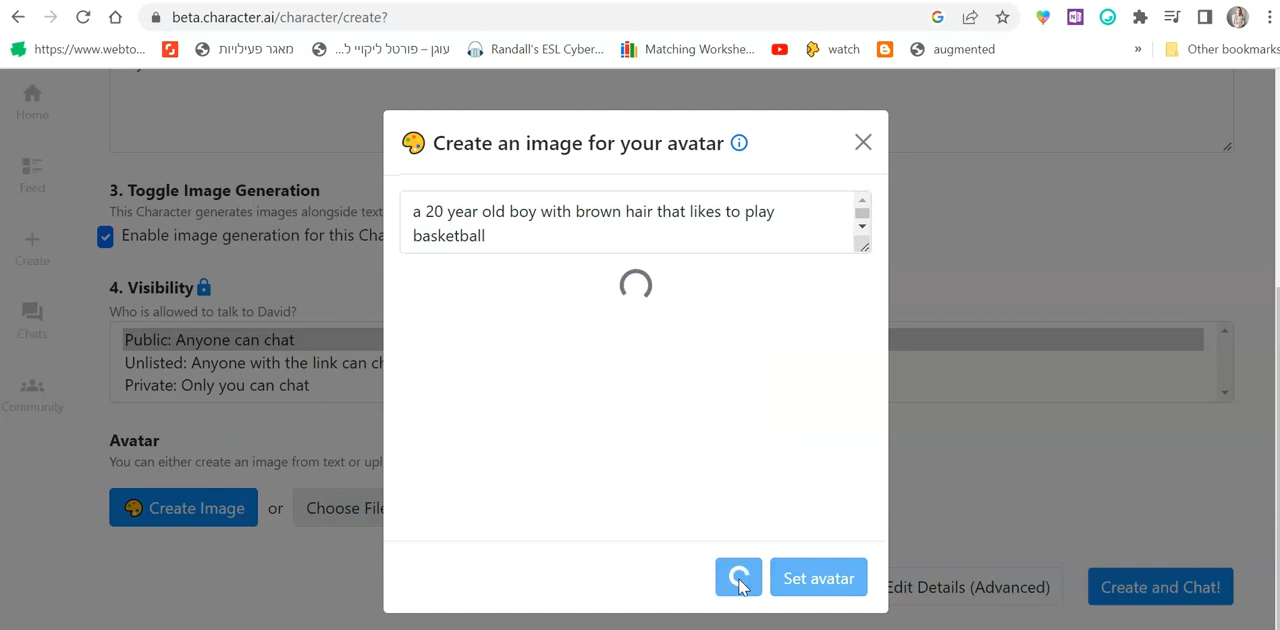 beta.character.ai/character/create?
https://www.webto...
מאגר פעילויות
עוגן – פורטל ליקויי ל...
Randall's ESL Cyber...
Matching Workshe...
watch
augmented
»
Other bookmarks
Home
Feed
Create
Chats
Community
3. Toggle Image Generation
This Character generates images alongside text
Enable image generation for this Cha
4. Visibility
Who is allowed to talk to David?
Public: Anyone can chat
Unlisted: Anyone with the link can ch
Private: Only you can chat
Avatar
You can either create an image from text or upl
Create Image
or
Choose File
Create an image for your avatar
a 20 year old boy with brown hair that likes to play
basketball
Set avatar
Edit Details (Advanced)
Create and Chat!